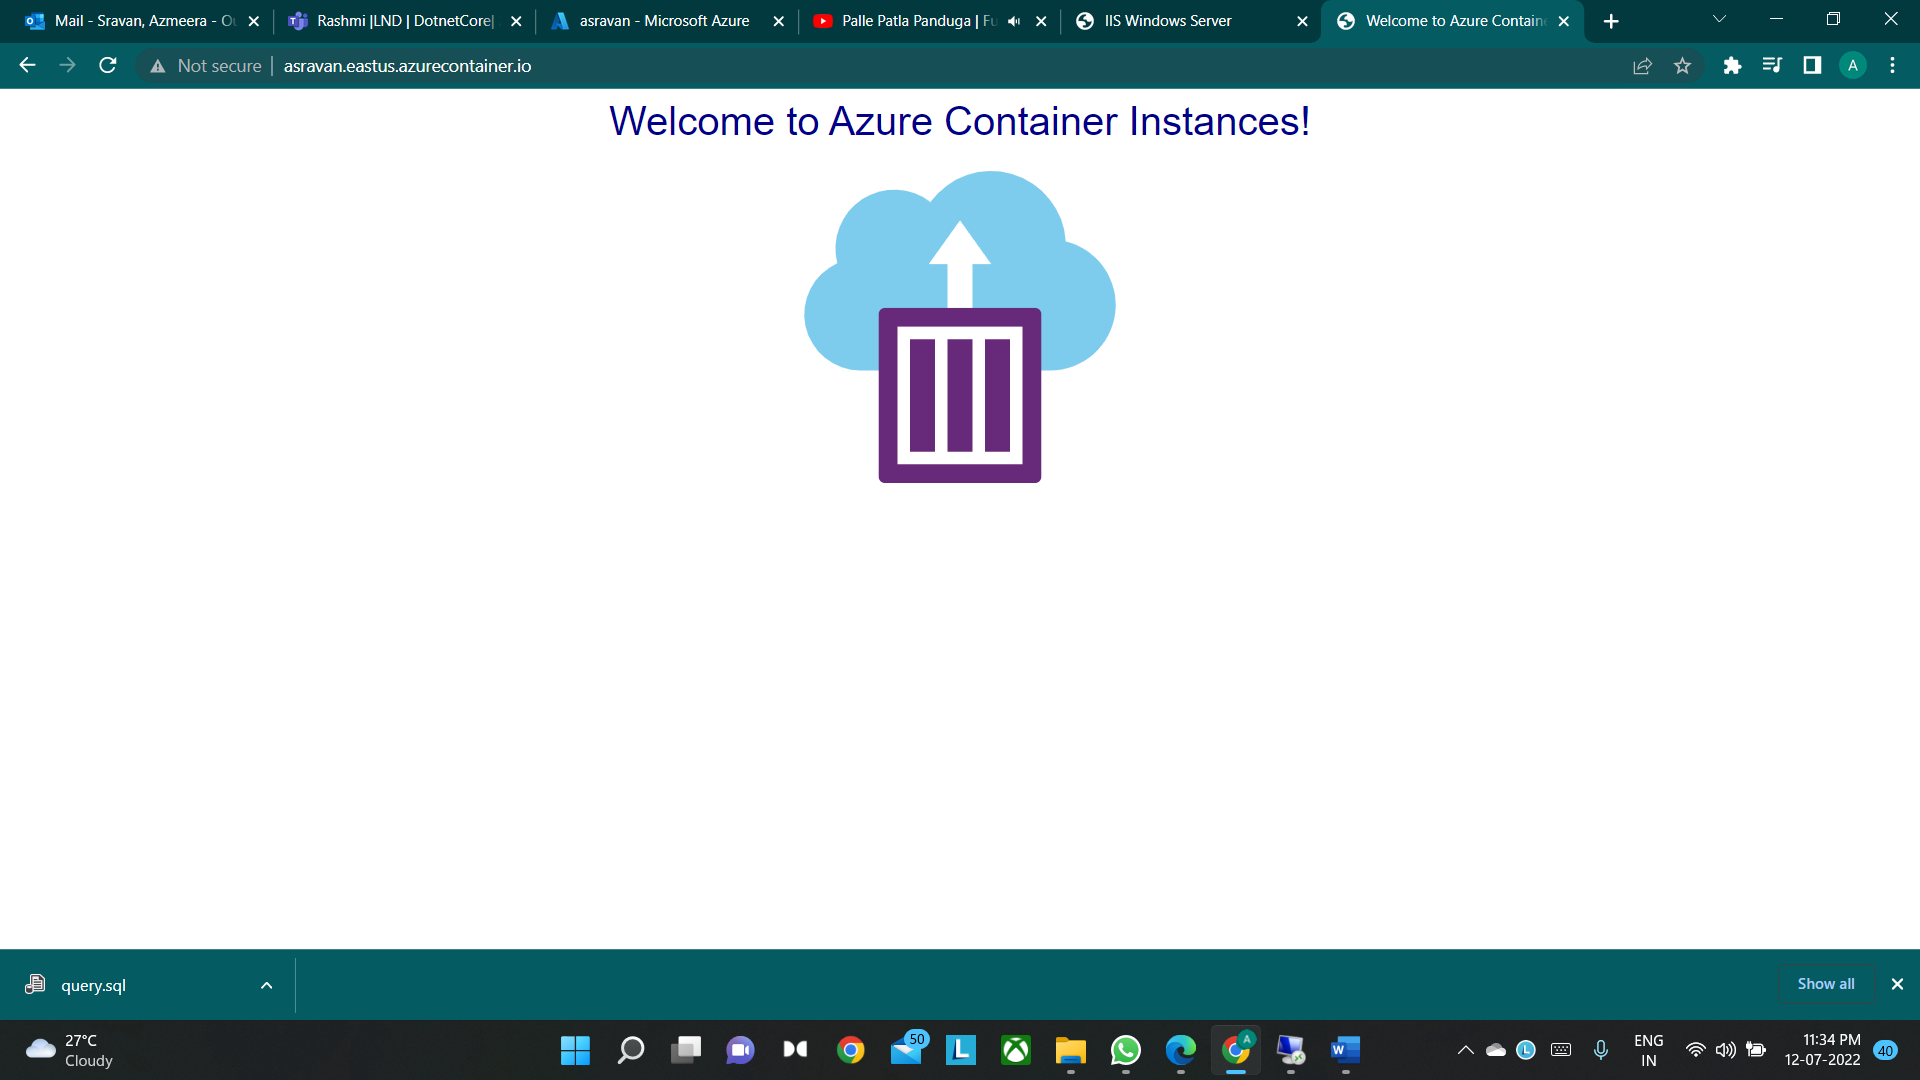 Mail - Sravan, Azmeera - Ou
Rashmi |LND | DotnetCore|
asravan - Microsoft Azure
Palle Patla Panduga | Fu
IIS Windows Server
Welcome to Azure Containe
Not secure | asravan.eastus.azurecontainer.io
A
Welcome to Azure Container Instances!
query.sql
Show all
27°C
Cloudy
50
L
A
W
L
ENG
IN
11:34 PM
12-07-2022
40